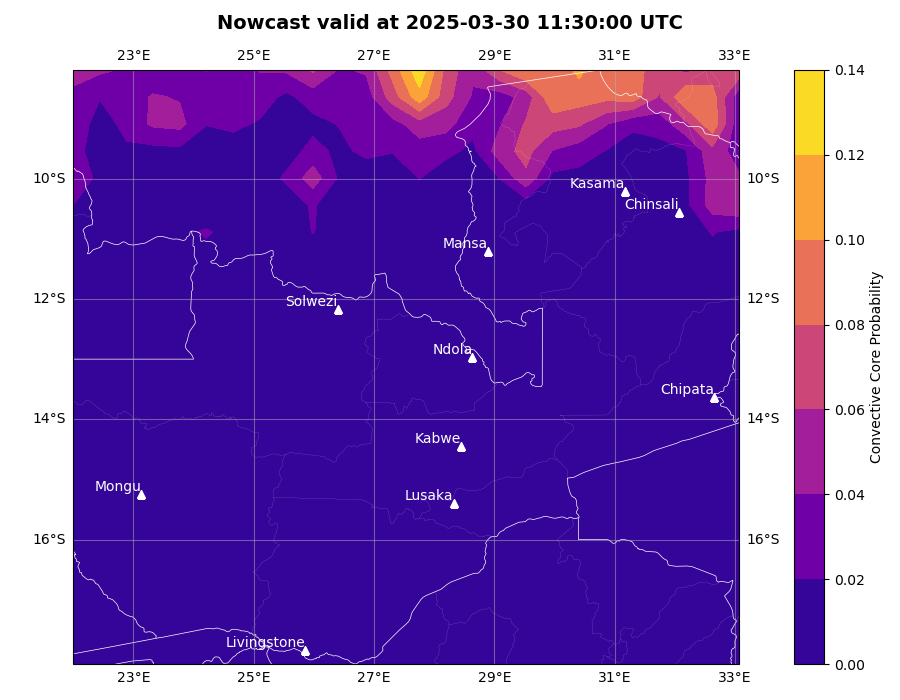 Nowcast valid at 2025-03-30 11:30:00 UTC
23°E 25°E 27°E 29°E 31°E 33°E
0.14
0.12
10°S Kasama 10°S
Chinsali
0.10
Mansa
12°S Solwezi 12°S
0.08
Ndola
Convective Core Probability
Chipata
0.06
14°S 14°S
Kabwe
Mongu
Lusaka
0.04
16°S 16°S
0.02
Livingstone
0.00
23°E 25°E 27°E 29°E 31°E 33°E